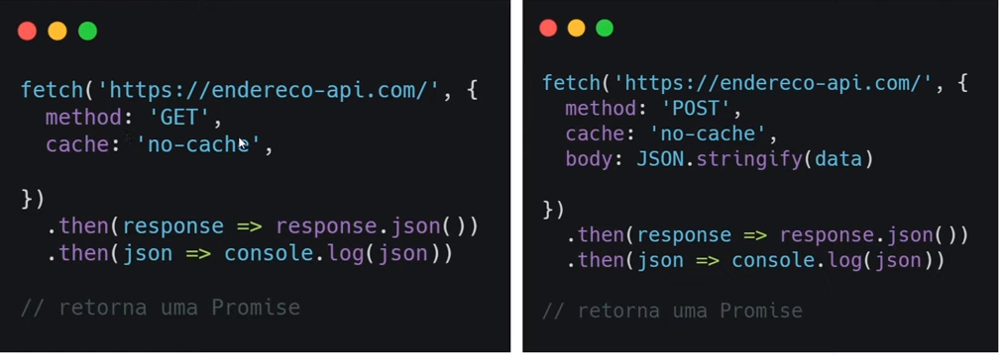 fetch('https://endereco-api.com/', {
  method: 'GET',
  cache: 'no-cache',
})
  .then(response => response.json())
  .then(json => console.log(json))
// retorna uma Promise
fetch('https://endereco-api.com/', {
  method: 'POST',
  cache: 'no-cache',
  body: JSON.stringify(data)
})
  .then(response => response.json())
  .then(json => console.log(json))
// retorna uma Promise